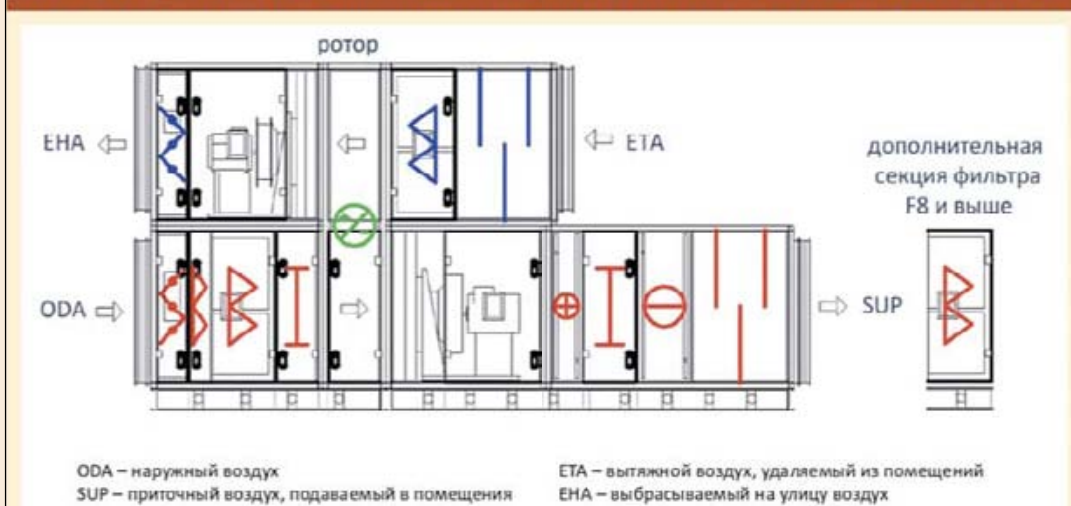 ротор
EHA
ETA
дополнительная
секция фильтра
F8 и выше
ODA
SUP
ODA – наружный воздух
SUP – приточный воздух, подаваемый в помещения
ETA – вытяжной воздух, удаляемый из помещений
EHA – выбрасываемый на улицу воздух